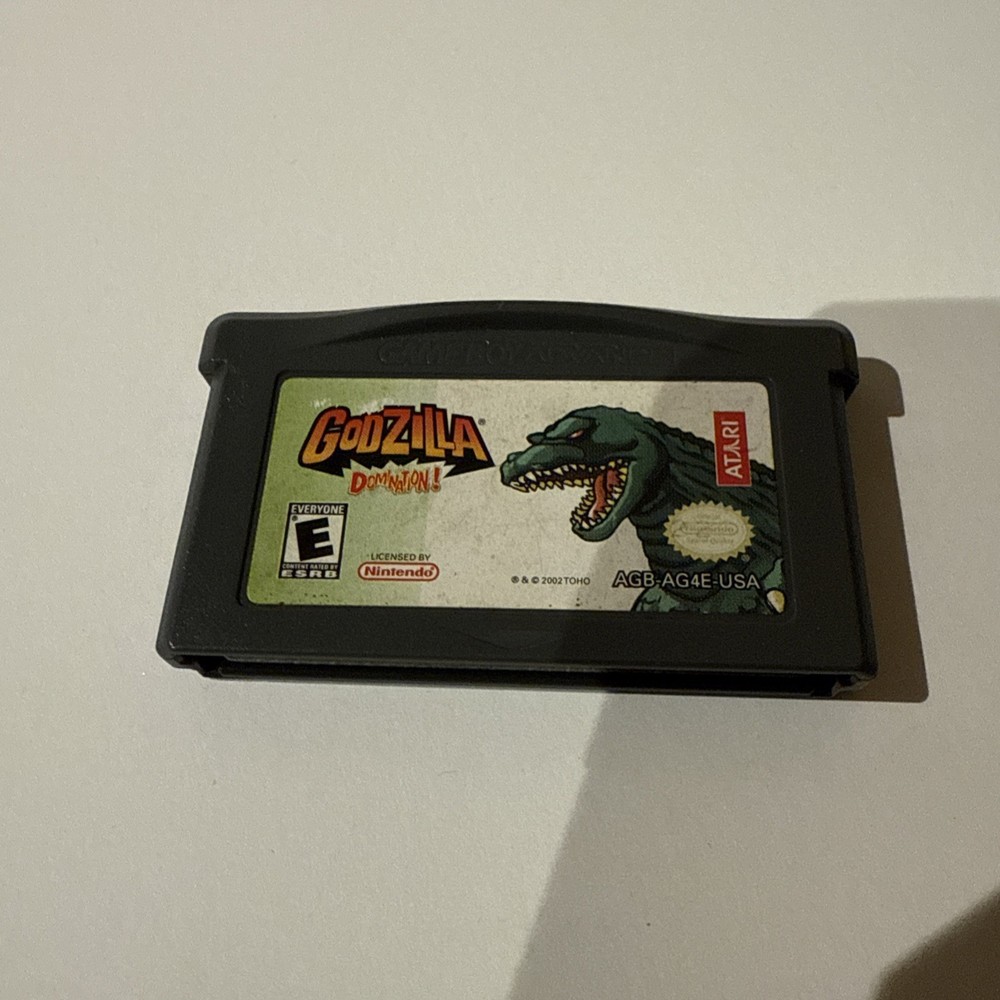 GAME BOY ADVANCE
GODZILLA®
DOMINATION!
ATARI
EVERYONE
E
CONTENT RATED BY
ESRB
LICENSED BY
Nintendo®
Nintendo
® & © 2002 TOHO
AGB-AG4E-USA